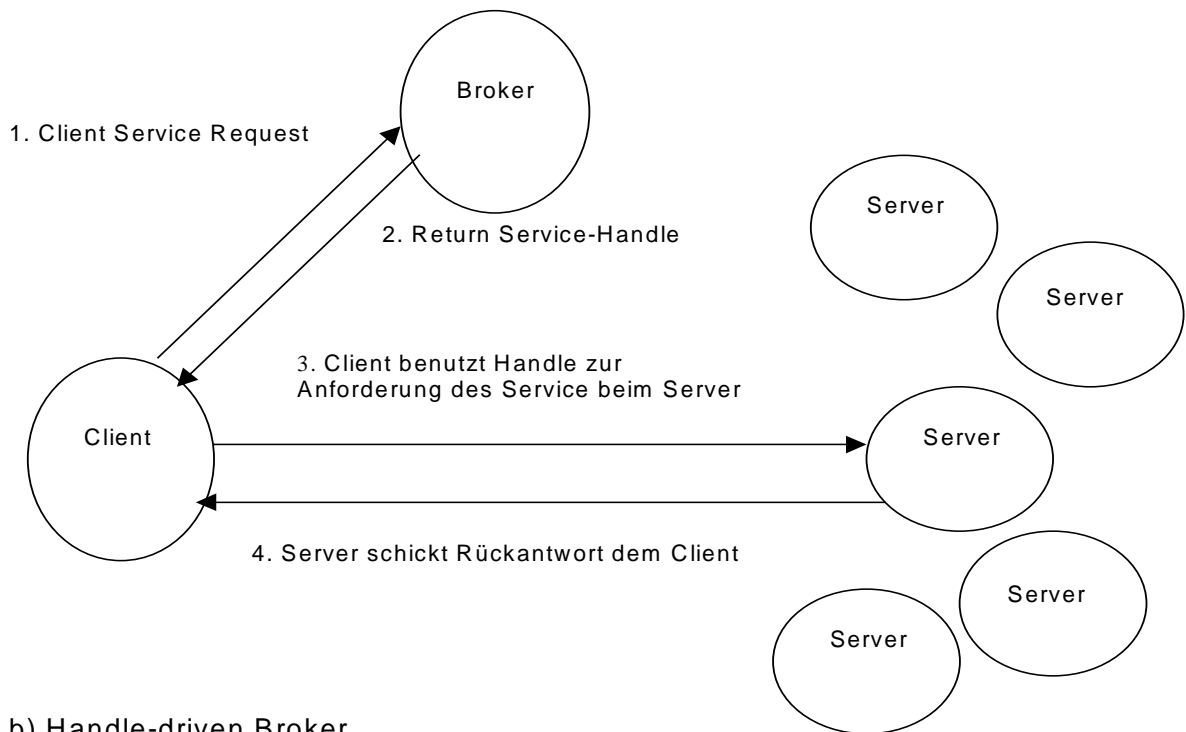 Broker
1. Client Service Request
Server
2. Return Service-Handle
Server
3. Client benutzt Handle zur
Anforderung des Service beim Server
Client
Server
4. Server schickt Rückantwort dem Client
Server
Server
b) Handle-driven Broker